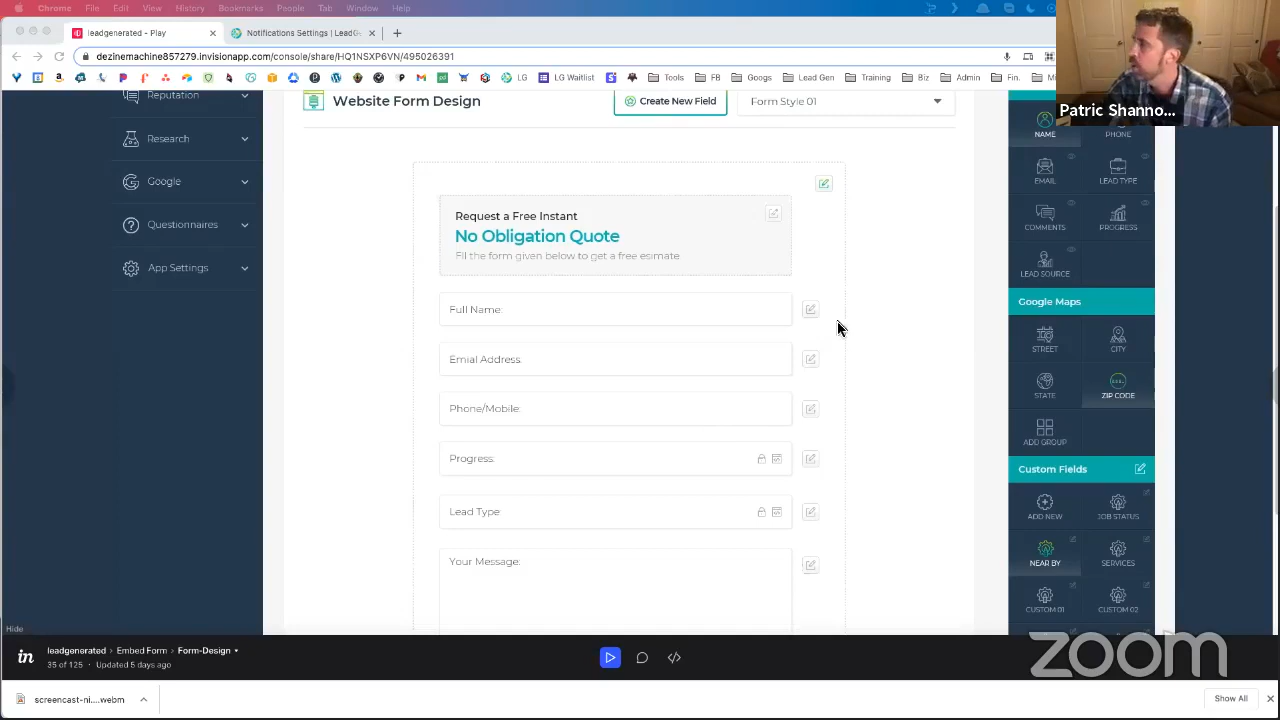 Chrome File Edit View History Bookmarks People Tab Window Help
leadgenerated - Play
Notifications Settings | LeadG
dezinemachine857279.invisionapp.com/console/share/HQ1NSXP6VN/495026391
LG LG Waitlist Tools FB Googs Lead Gen Training Biz Admin Fin.
Patric Shanno...
Reputation
Research
Google
Questionnaires
App Settings
Website Form Design
Create New Field
Form Style 01
Request a Free Instant
No Obligation Quote
Fll the form given below to get a free esimate
Full Name:
Emial Address:
Phone/Mobile:
Progress:
Lead Type:
Your Message:
NAME PHONE
EMAIL LEAD TYPE
COMMENTS PROGRESS
LEAD SOURCE
Google Maps
STREET CITY
STATE ZIP CODE
ADD GROUP
Custom Fields
ADD NEW JOB STATUS
NEAR BY SERVICES
CUSTOM 01 CUSTOM 02
Hide
in
leadgenerated > Embed Form > Form-Design
35 of 125 • Updated 5 days ago
zoom
screencast-ni....webm
Show All